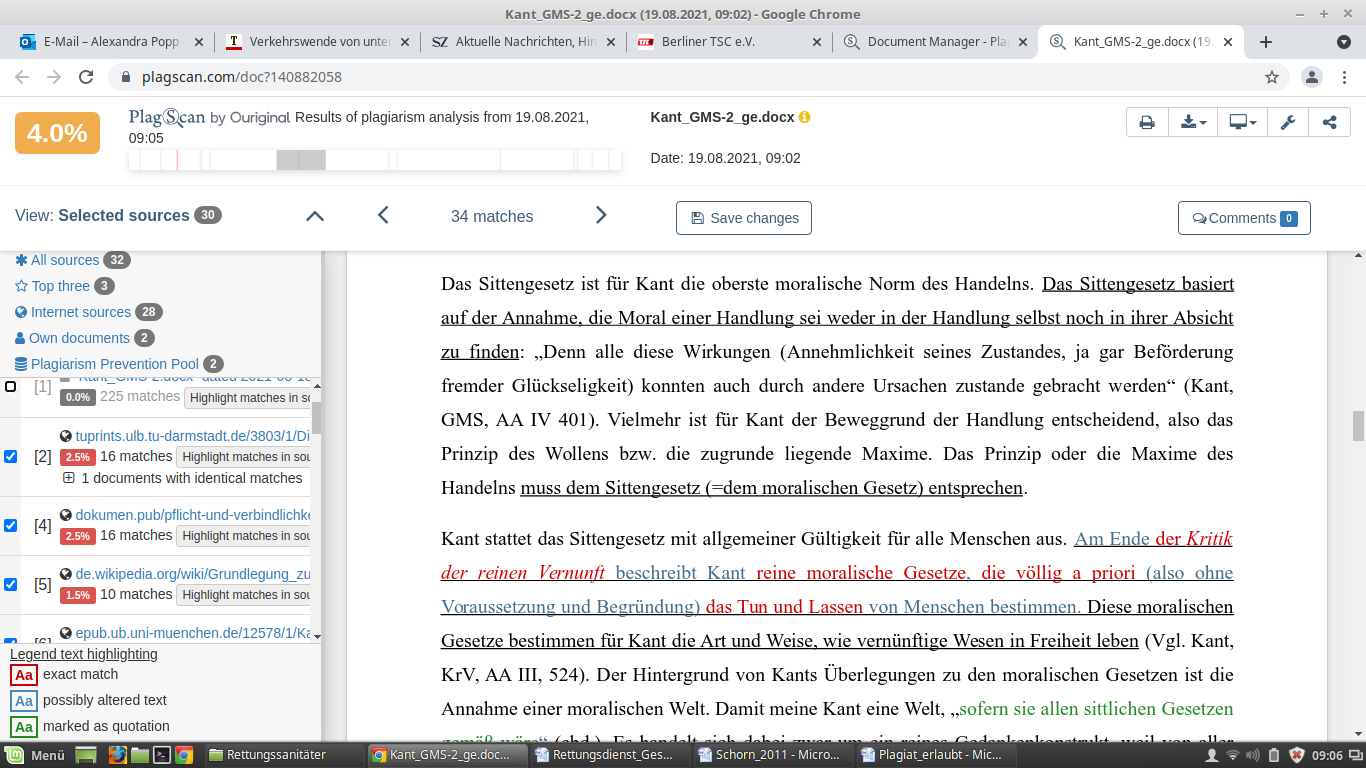 Kant_GMS-2_ge.docx (19.08.2021, 09:02) - Google Chrome
E-Mail – Alexandra Popp -
Verkehrswende von unte
Aktuelle Nachrichten, Hin
Berliner TSC e.V.
Document Manager - Pla
Kant_GMS-2_ge.docx (19.
plagscan.com/doc?140882058
4.0%
PlagScan by Ouriginal Results of plagiarism analysis from 19.08.2021,
09:05
Kant_GMS-2_ge.docx
Date: 19.08.2021, 09:02
View: Selected sources 30
34 matches
Save changes
Comments 0
All sources 32
Top three 3
Internet sources 28
Own documents 2
Plagiarism Prevention Pool 2
[1]
0.0% 225 matches Highlight matches in so
[2] tuprints.ulb.tu-darmstadt.de/3803/1/Di
2.5% 16 matches Highlight matches in sou
1 documents with identical matches
[4] dokumen.pub/pflicht-und-verbindlichke
2.5% 16 matches Highlight matches in sou
[5] de.wikipedia.org/wiki/Grundlegung_zu
1.5% 10 matches Highlight matches in sou
[6] epub.ub.uni-muenchen.de/12578/1/Ka
Legend text highlighting
Aa exact match
Aa possibly altered text
Aa marked as quotation
Das Sittengesetz ist für Kant die oberste moralische Norm des Handelns. Das Sittengesetz basiert
auf der Annahme, die Moral einer Handlung sei weder in der Handlung selbst noch in ihrer Absicht
zu finden: „Denn alle diese Wirkungen (Annehmlichkeit seines Zustandes, ja gar Beförderung
fremder Glückseligkeit) konnten auch durch andere Ursachen zustande gebracht werden“ (Kant,
GMS, AA IV 401). Vielmehr ist für Kant der Beweggrund der Handlung entscheidend, also das
Prinzip des Wollens bzw. die zugrunde liegende Maxime. Das Prinzip oder die Maxime des
Handelns muss dem Sittengesetz (=dem moralischen Gesetz) entsprechen.
Kant stattet das Sittengesetz mit allgemeiner Gültigkeit für alle Menschen aus. Am Ende der Kritik
der reinen Vernunft beschreibt Kant reine moralische Gesetze, die völlig a priori (also ohne
Voraussetzung und Begründung) das Tun und Lassen von Menschen bestimmen. Diese moralischen
Gesetze bestimmen für Kant die Art und Weise, wie vernünftige Wesen in Freiheit leben (Vgl. Kant,
KrV, AA III, 524). Der Hintergrund von Kants Überlegungen zu den moralischen Gesetzen ist die
Annahme einer moralischen Welt. Damit meine Kant eine Welt, „sofern sie allen sittlichen Gesetzen
gemäß wäre“ (ebd.). Es handelt sich dabei zwar um ein reines Gedankenkonstrukt, weil von aller
Menü
Rettungssanitäter
Kant_GMS-2_ge.doc...
Rettungsdienst_Ges...
Schorn_2011 - Micro...
Plagiat_erlaubt - Mic...
09:06